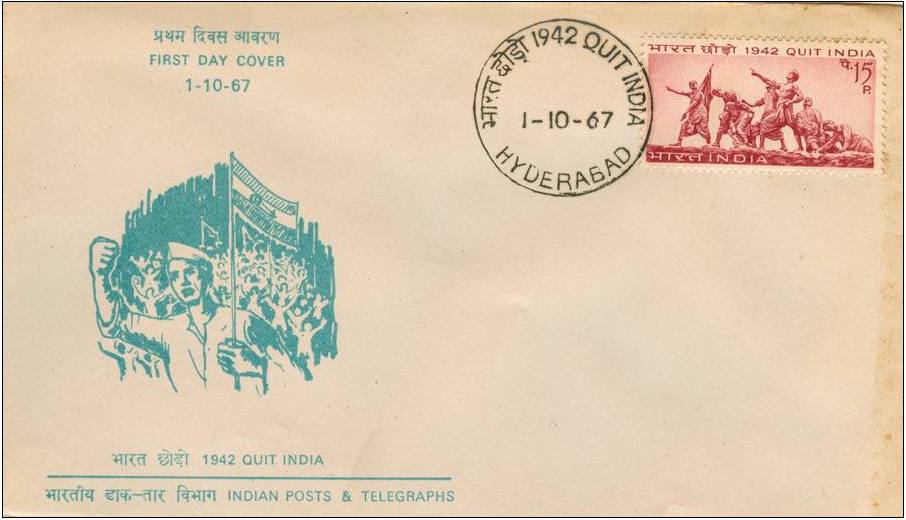 प्रथम दिवस आवरण
FIRST DAY COVER
1-10-67
भारत छोड़ो 1942 QUIT INDIA
1-10-67
HYDERABAD
भारत छोड़ो 1942 QUIT INDIA
पै. 15 P.
भारत INDIA
भारत छोड़ो 1942 QUIT INDIA
भारतीय डाक-तार विभाग INDIAN POSTS & TELEGRAPHS